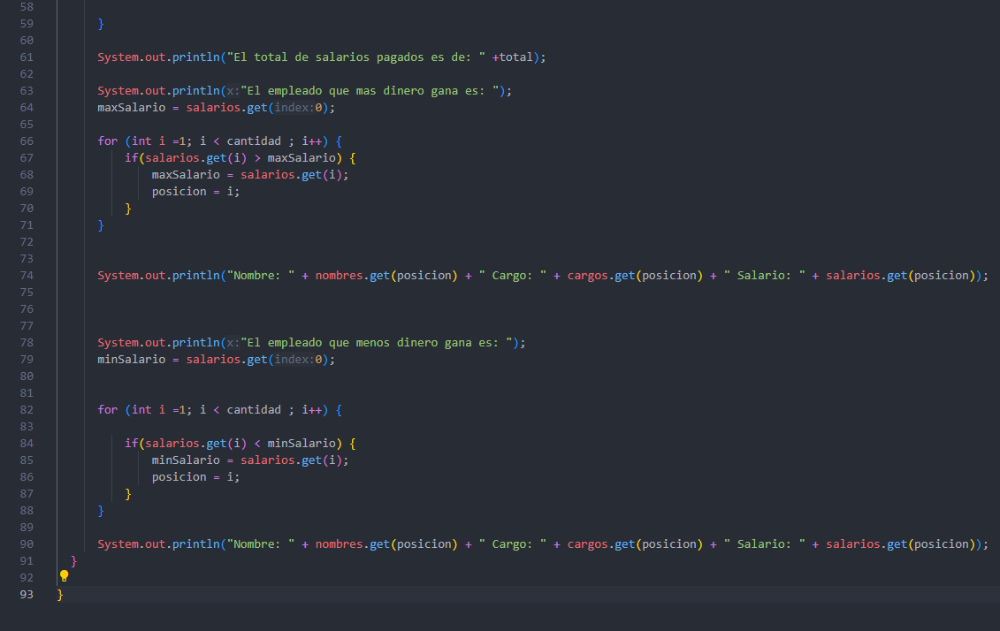 58
59 }
60
61 System.out.println("El total de salarios pagados es de: " +total);
62
63 System.out.println(x:"El empleado que mas dinero gana es: ");
64 maxSalario = salarios.get(index:0);
65
66 for (int i =1; i < cantidad ; i++) {
67 if(salarios.get(i) > maxSalario) {
68 maxSalario = salarios.get(i);
69 posicion = i;
70 }
71 }
72
73
74 System.out.println("Nombre: " + nombres.get(posicion) + " Cargo: " + cargos.get(posicion) + " Salario: " + salarios.get(posicion));
75
76
77
78 System.out.println(x:"El empleado que menos dinero gana es: ");
79 minSalario = salarios.get(index:0);
80
81
82 for (int i =1; i < cantidad ; i++) {
83
84 if(salarios.get(i) < minSalario) {
85 minSalario = salarios.get(i);
86 posicion = i;
87 }
88 }
89
90 System.out.println("Nombre: " + nombres.get(posicion) + " Cargo: " + cargos.get(posicion) + " Salario: " + salarios.get(posicion));
91 }
92
93 }